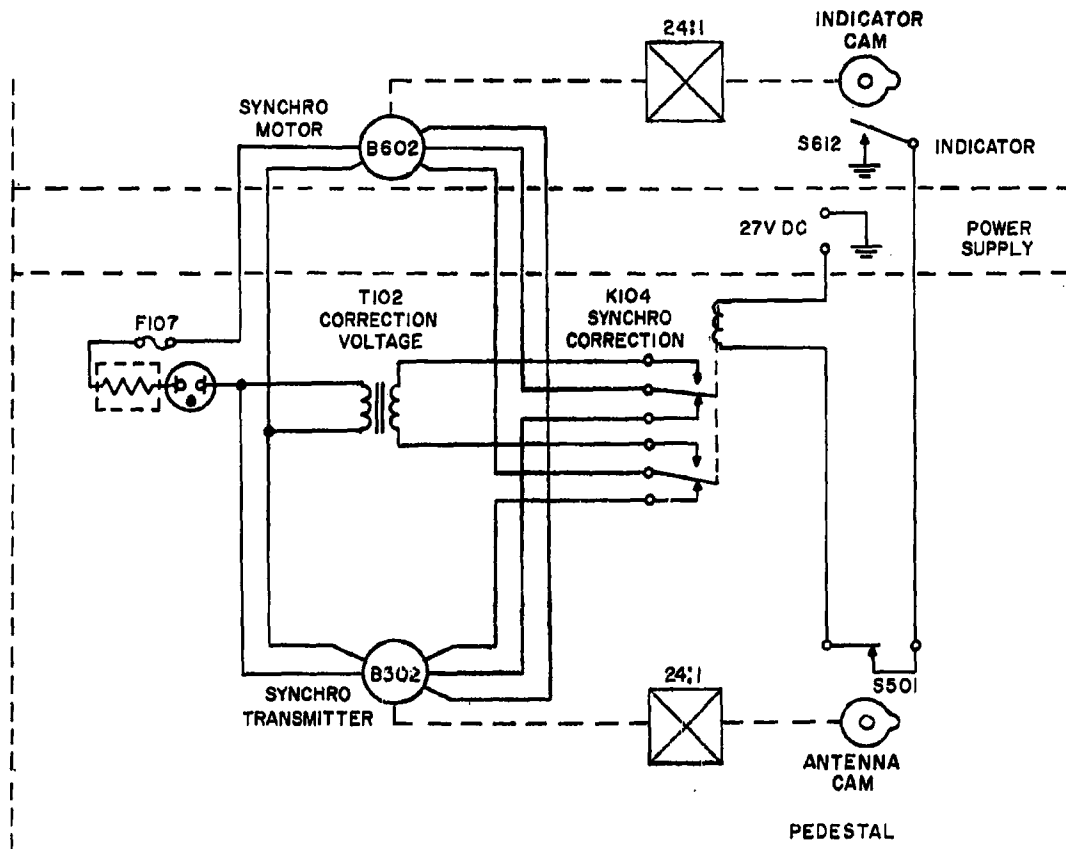 24:1
INDICATOR
CAM
SYNCHRO
MOTOR
B602
S612
INDICATOR
27V DC
POWER
SUPPLY
F107
T102
CORRECTION
VOLTAGE
K104
SYNCHRO
CORRECTION
B302
SYNCHRO
TRANSMITTER
24:1
S501
ANTENNA
CAM
PEDESTAL